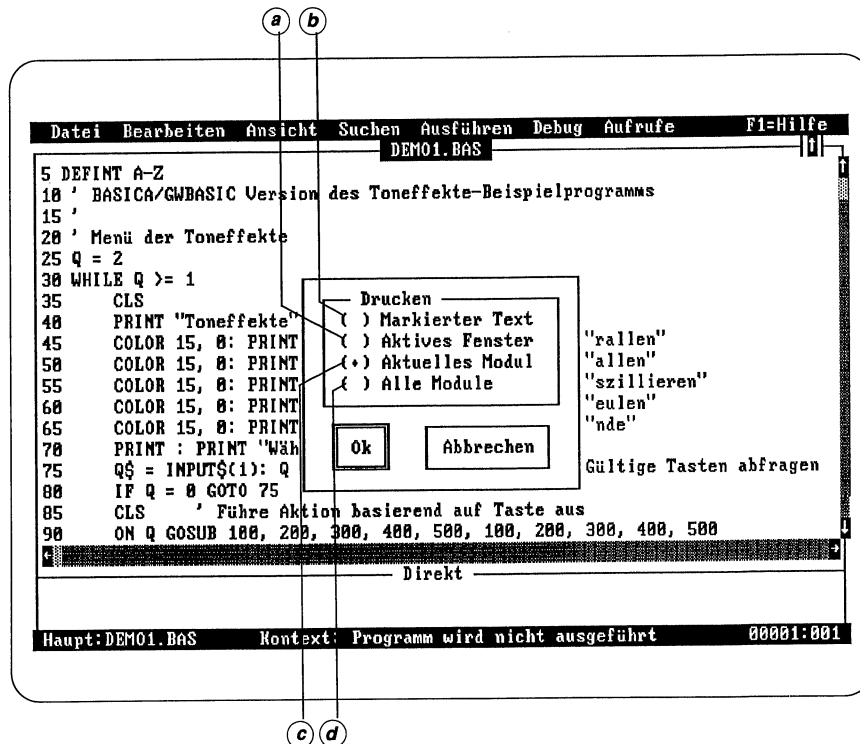 a b
Datei Bearbeiten Ansicht Suchen Ausführen Debug Aufrufe F1=Hilfe
DEMO1.BAS
5 DEFINT A-Z
10 ' BASICA/GWBASIC Version des Toneffekte-Beispielprogramms
15 '
20 ' Menü der Toneffekte
25 Q = 2
30 WHILE Q >= 1
35 CLS
40 PRINT "Toneffekte"
45 COLOR 15, 0: PRINT "rallen"
50 COLOR 15, 0: PRINT "allen"
55 COLOR 15, 0: PRINT "szillieren"
60 COLOR 15, 0: PRINT "eulen"
65 COLOR 15, 0: PRINT "nde"
70 PRINT : PRINT "Wäh
75 Q$ = INPUT$(1): Q Gültige Tasten abfragen
80 IF Q = 0 GOTO 75
85 CLS ' Führe Aktion basierend auf Taste aus
90 ON Q GOSUB 100, 200, 300, 400, 500, 100, 200, 300, 400, 500
Drucken
( ) Markierter Text
( ) Aktives Fenster
(•) Aktuelles Modul
( ) Alle Module
Ok Abbrechen
Direkt
Haupt:DEMO1.BAS Kontext: Programm wird nicht ausgeführt 00001:001
c d